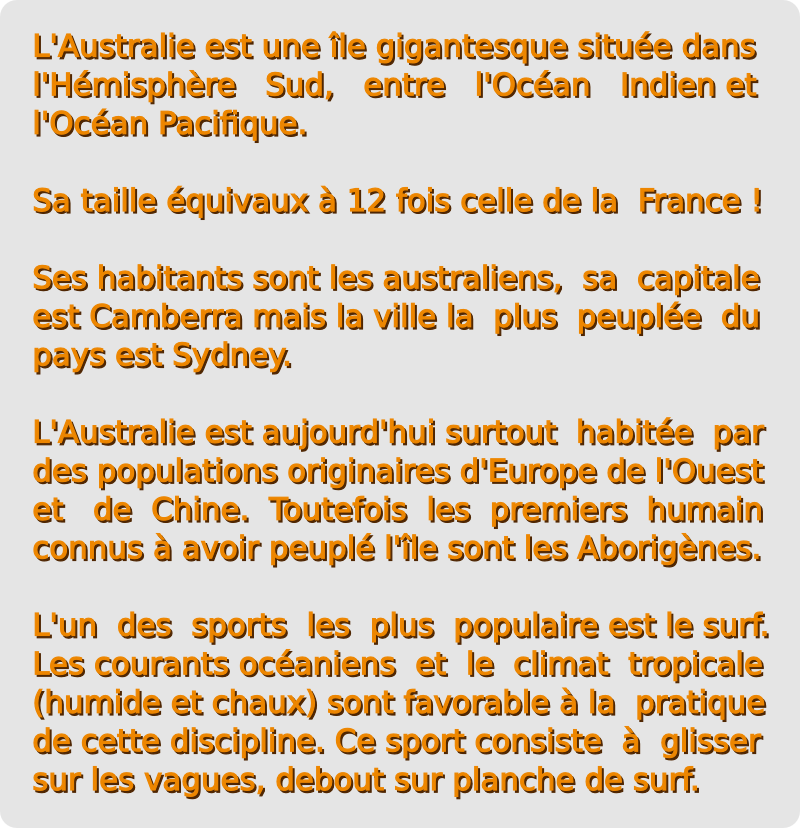 L'Australie est une île gigantesque située dans
l'Hémisphère Sud, entre l'Océan Indien et
l'Océan Pacifique.
Sa taille équivaux à 12 fois celle de la France !
Ses habitants sont les australiens, sa capitale
est Camberra mais la ville la plus peuplée du
pays est Sydney.
L'Australie est aujourd'hui surtout habitée par
des populations originaires d'Europe de l'Ouest
et de Chine. Toutefois les premiers humain
connus à avoir peuplé l'île sont les Aborigènes.
L'un des sports les plus populaire est le surf.
Les courants océaniens et le climat tropicale
(humide et chaux) sont favorable à la pratique
de cette discipline. Ce sport consiste à glisser
sur les vagues, debout sur planche de surf.